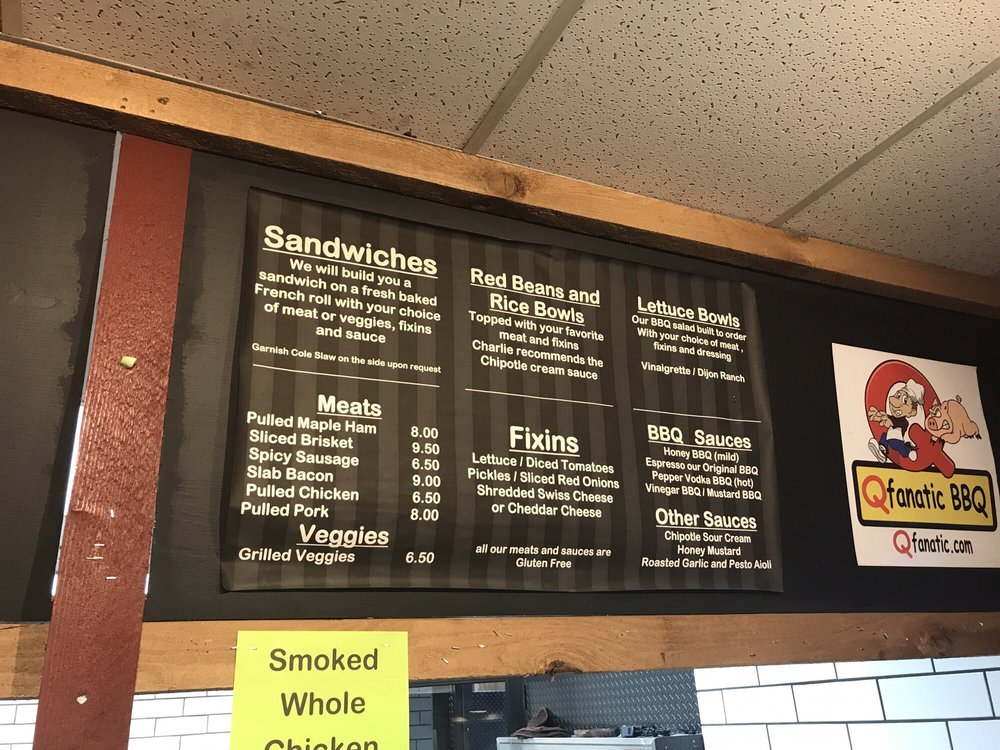 Sandwiches
We will build you a
sandwich on a fresh baked
French roll with your choice
of meat or veggies, fixins
and sauce
Garnish Cole Slaw on the side upon request
Meats
Pulled Maple Ham 8.00
Sliced Brisket 9.50
Spicy Sausage 6.50
Slab Bacon 9.00
Pulled Chicken 6.50
Pulled Pork 8.00
Veggies
Grilled Veggies 6.50
Red Beans and
Rice Bowls
Topped with your favorite
meat and fixins
Charlie recommends the
Chipotle cream sauce
Fixins
Lettuce / Diced Tomatoes
Pickles / Sliced Red Onions
Shredded Swiss Cheese
or Cheddar Cheese
all our meats and sauces are
Gluten Free
Lettuce Bowls
Our BBQ salad built to order
With your choice of meat ,
fixins and dressing
Vinaigrette / Dijon Ranch
BBQ Sauces
Honey BBQ (mild)
Espresso our Original BBQ
Pepper Vodka BBQ (hot)
Vinegar BBQ / Mustard BBQ
Other Sauces
Chipotle Sour Cream
Honey Mustard
Roasted Garlic and Pesto Aioli
Qfanatic BBQ
Qfanatic.com
Smoked
Whole
Chicken